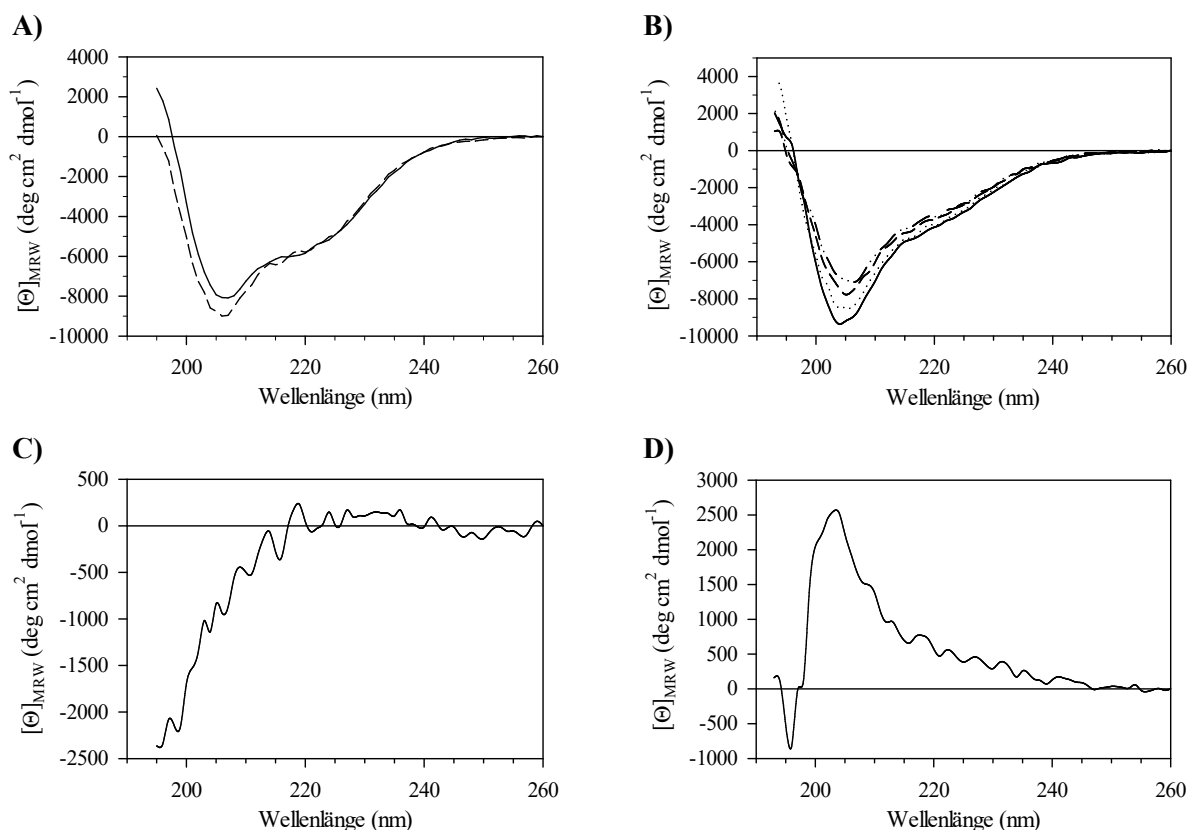 A)
4000
2000
0
-2000
-4000
-6000
-8000
-10000
[Θ]MRW (deg cm² dmol⁻¹)
200 220 240 260
Wellenlänge (nm)
B)
4000
2000
0
-2000
-4000
-6000
-8000
-10000
[Θ]MRW (deg cm² dmol⁻¹)
200 220 240 260
Wellenlänge (nm)
C)
500
0
-500
-1000
-1500
-2000
-2500
[Θ]MRW (deg cm² dmol⁻¹)
200 220 240 260
Wellenlänge (nm)
D)
3000
2500
2000
1500
1000
500
0
-500
-1000
[Θ]MRW (deg cm² dmol⁻¹)
200 220 240 260
Wellenlänge (nm)